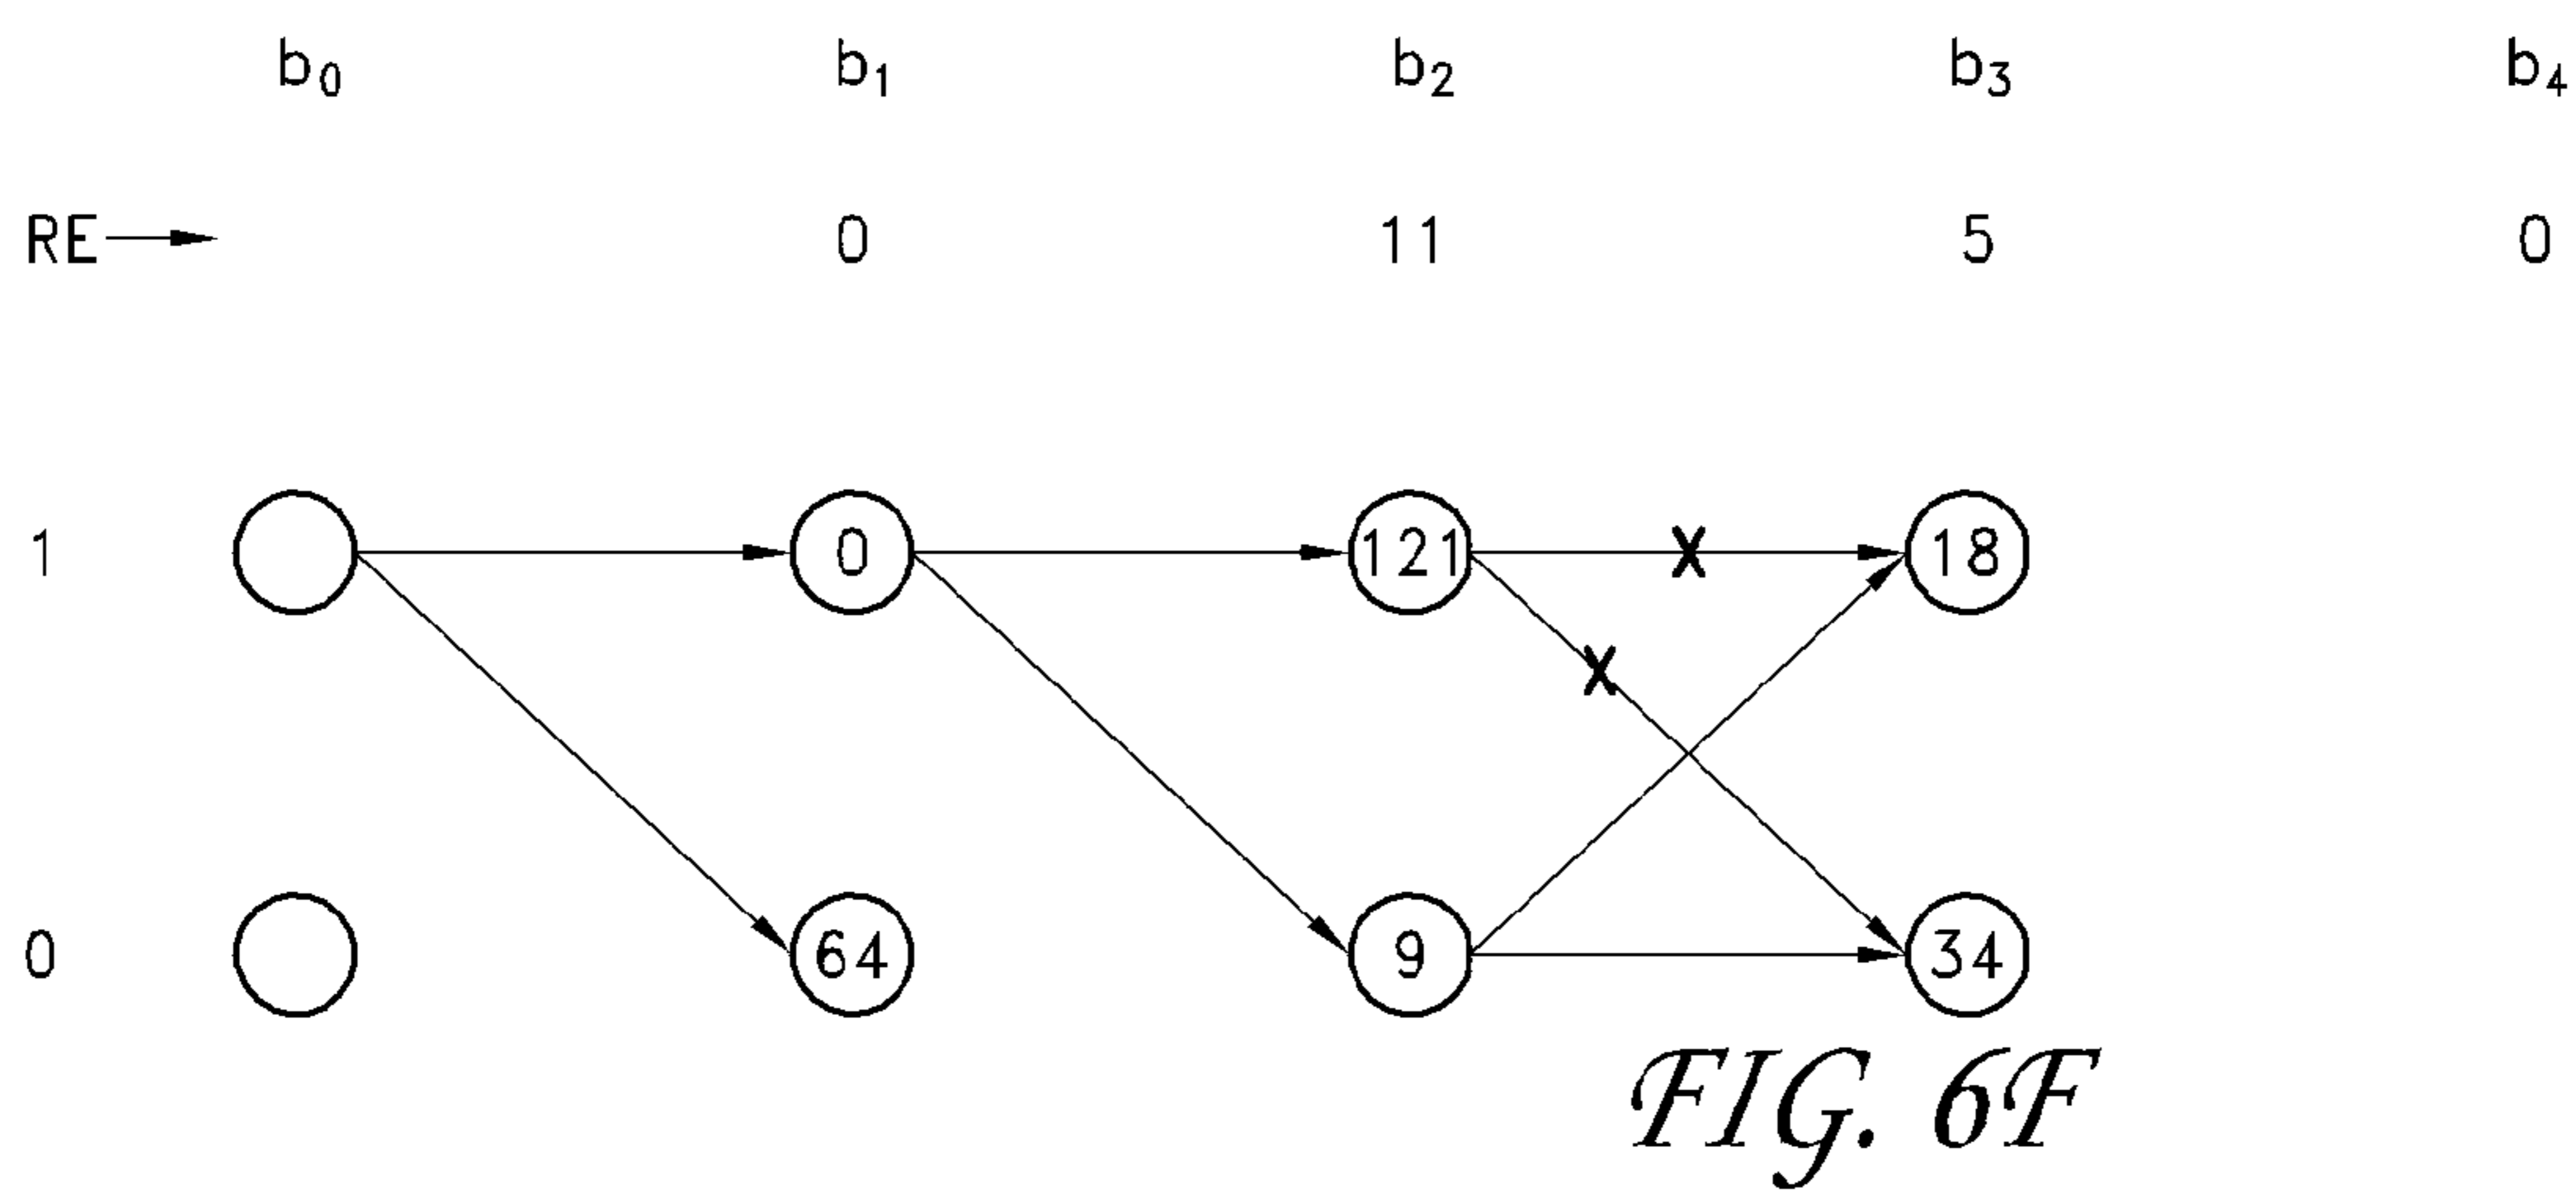 b₀ b₁ b₂ b₃ b₄
RE 0 11 5 0
1 0 121 X 18
X
0 64 9 34
FIG. 6F